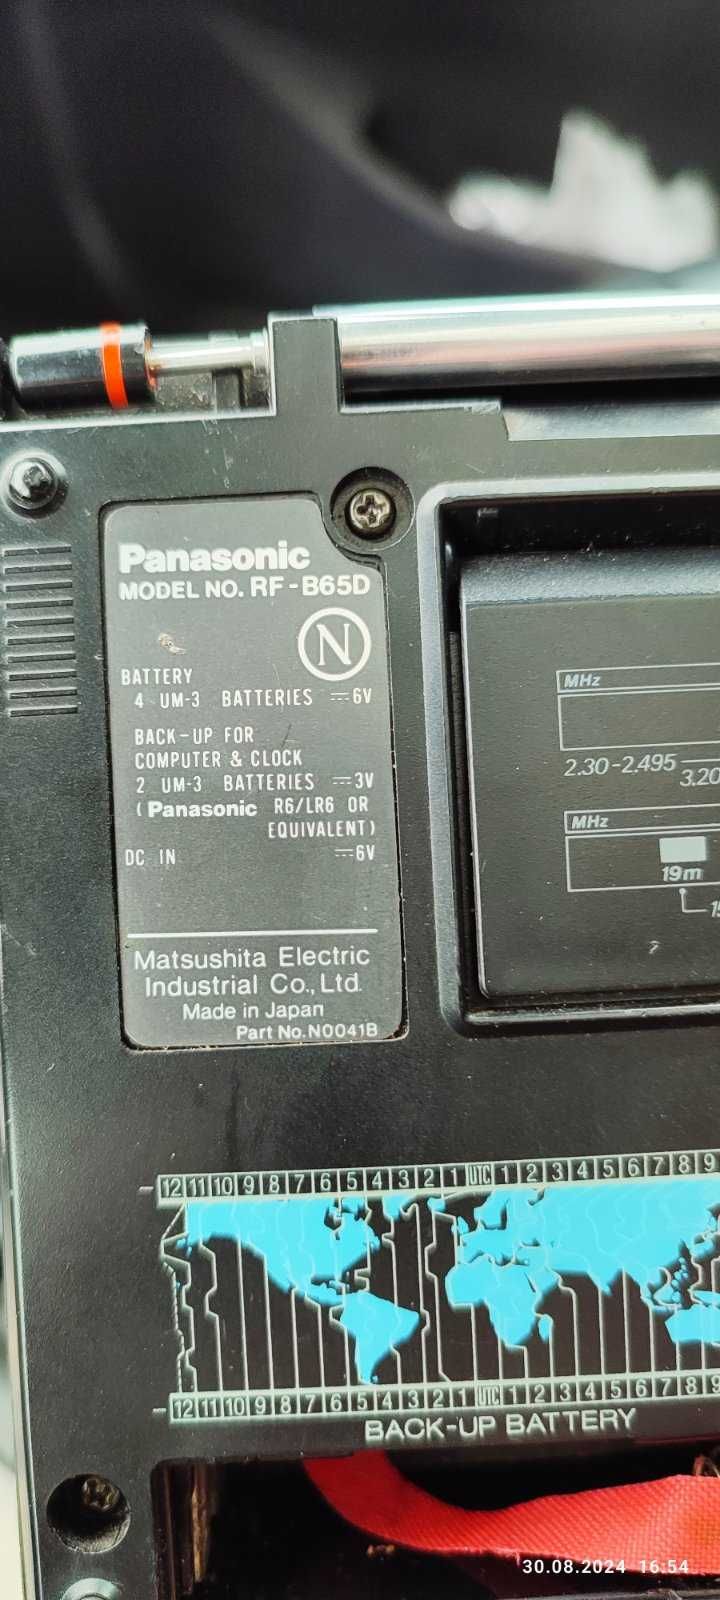 Panasonic
MODEL NO. RF-B65D
N
BATTERY
4 UM-3 BATTERIES ⎓6V
BACK-UP FOR
COMPUTER & CLOCK
2 UM-3 BATTERIES ⎓3V
(Panasonic R6/LR6 OR
EQUIVALENT)
DC IN ⎓6V
Matsushita Electric
Industrial Co., Ltd.
Made in Japan
Part No. N0041B
MHz
2.30-2.495
3.20
MHz
19m
– 12 11 10 9 8 7 6 5 4 3 2 1 UTC 1 2 3 4 5 6 7 8 9
– 12 11 10 9 8 7 6 5 4 3 2 1 UTC 1 2 3 4 5 6 7 8 9
BACK-UP BATTERY
30.08.2024 16:54